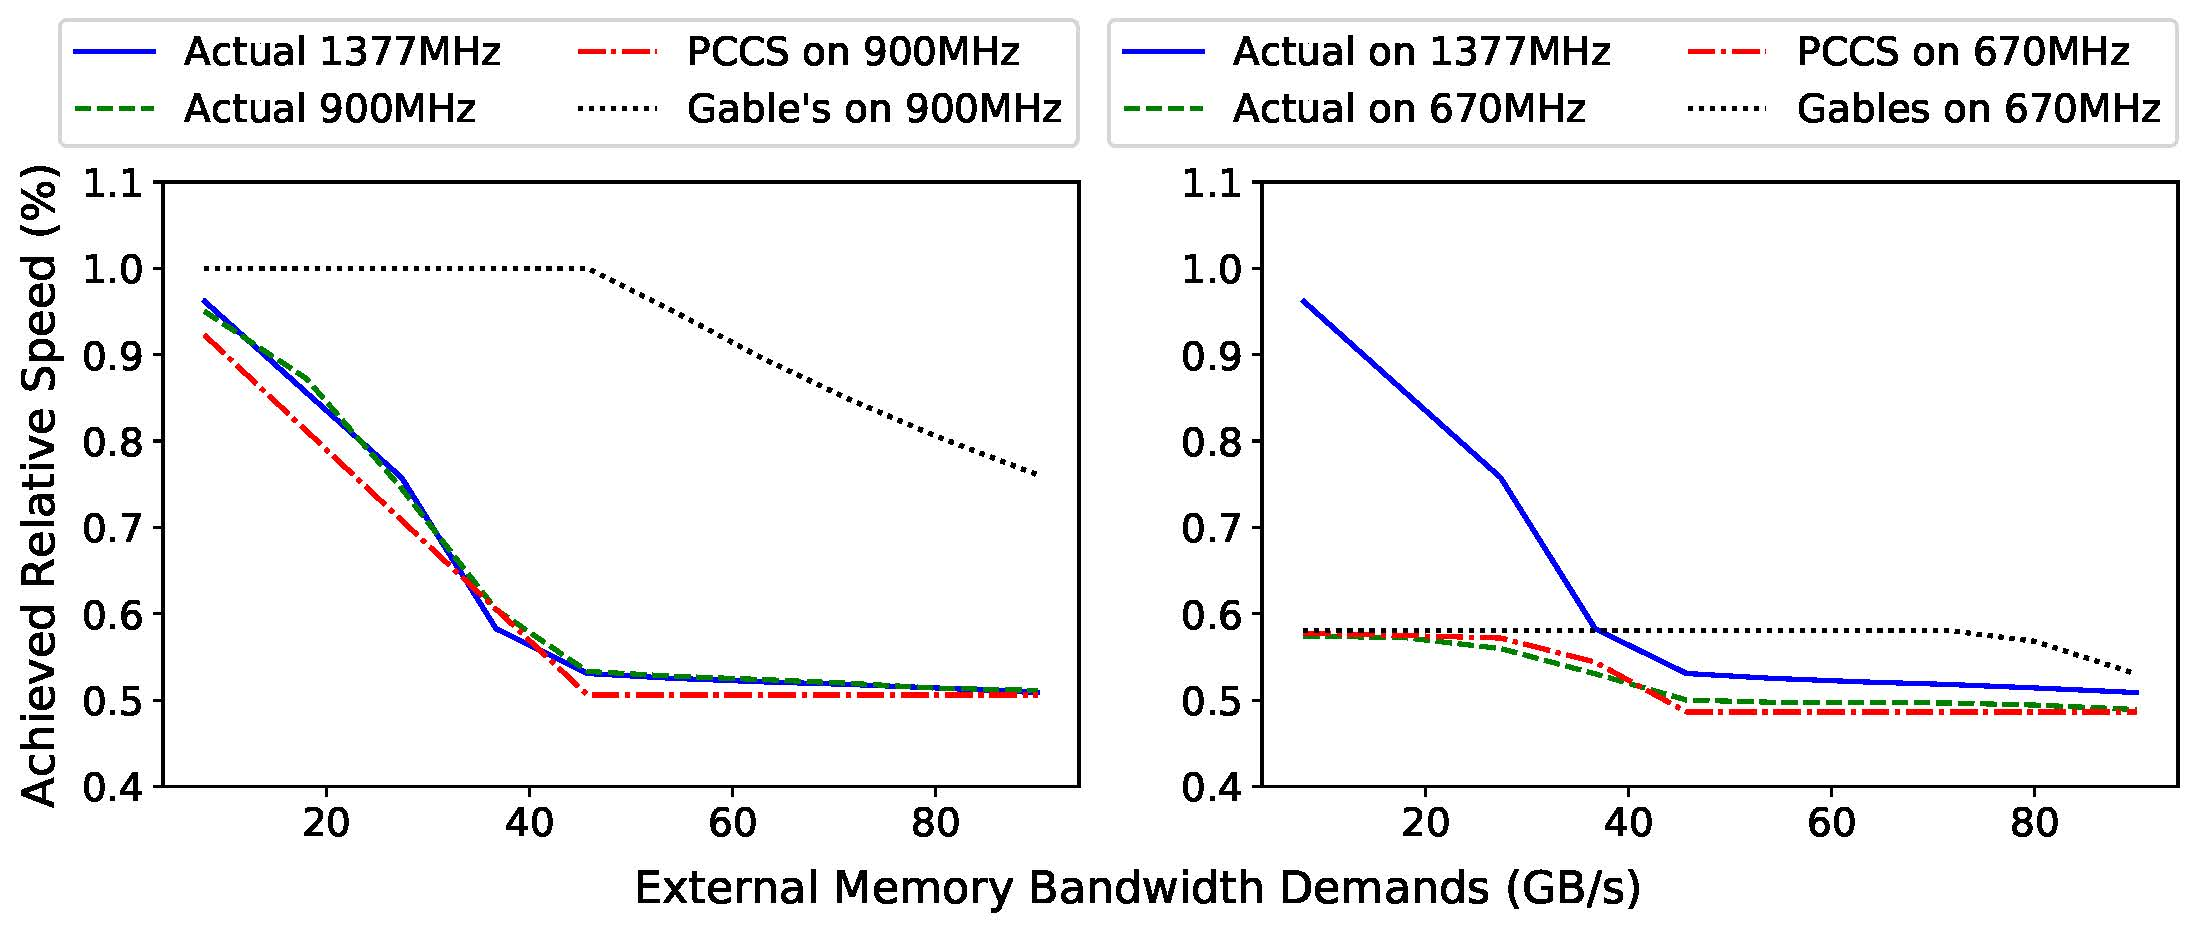 Actual 1377MHz
PCCS on 900MHz
Actual 900MHz
Gable's on 900MHz
Actual on 1377MHz
PCCS on 670MHz
Actual on 670MHz
Gables on 670MHz
Achieved Relative Speed (%)
1.1
1.0
0.9
0.8
0.7
0.6
0.5
0.4
20
40
60
80
1.1
1.0
0.9
0.8
0.7
0.6
0.5
0.4
20
40
60
80
External Memory Bandwidth Demands (GB/s)